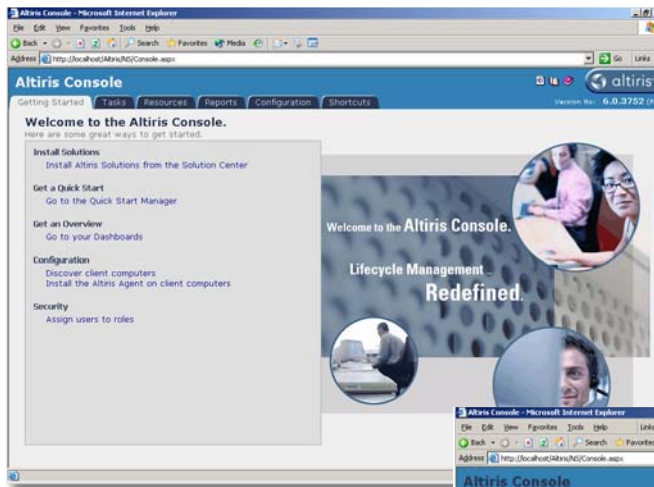 Altiris Console - Microsoft Internet Explorer
File Edit View Favorites Tools Help
Back Search Favorites Media
Address http://localhost/Altiris/NS/Console.aspx Go Links
Altiris Console
altiris
Getting Started Tasks Resources Reports Configuration Shortcuts
Version No: 6.0.3752
Welcome to the Altiris Console.
Here are some great ways to get started.
Install Solutions
Install Altiris Solutions from the Solution Center
Get a Quick Start
Go to the Quick Start Manager
Get an Overview
Go to your Dashboards
Configuration
Discover client computers
Install the Altiris Agent on client computers
Security
Assign users to roles
Welcome to the Altiris Console.
Lifecycle Management
Redefined.
Altiris Console - Microsoft Internet Explorer
File Edit View Favorites Tools Help
Back Search Favorites
Address http://localhost/Altiris/NS/Console.aspx
Altiris Console